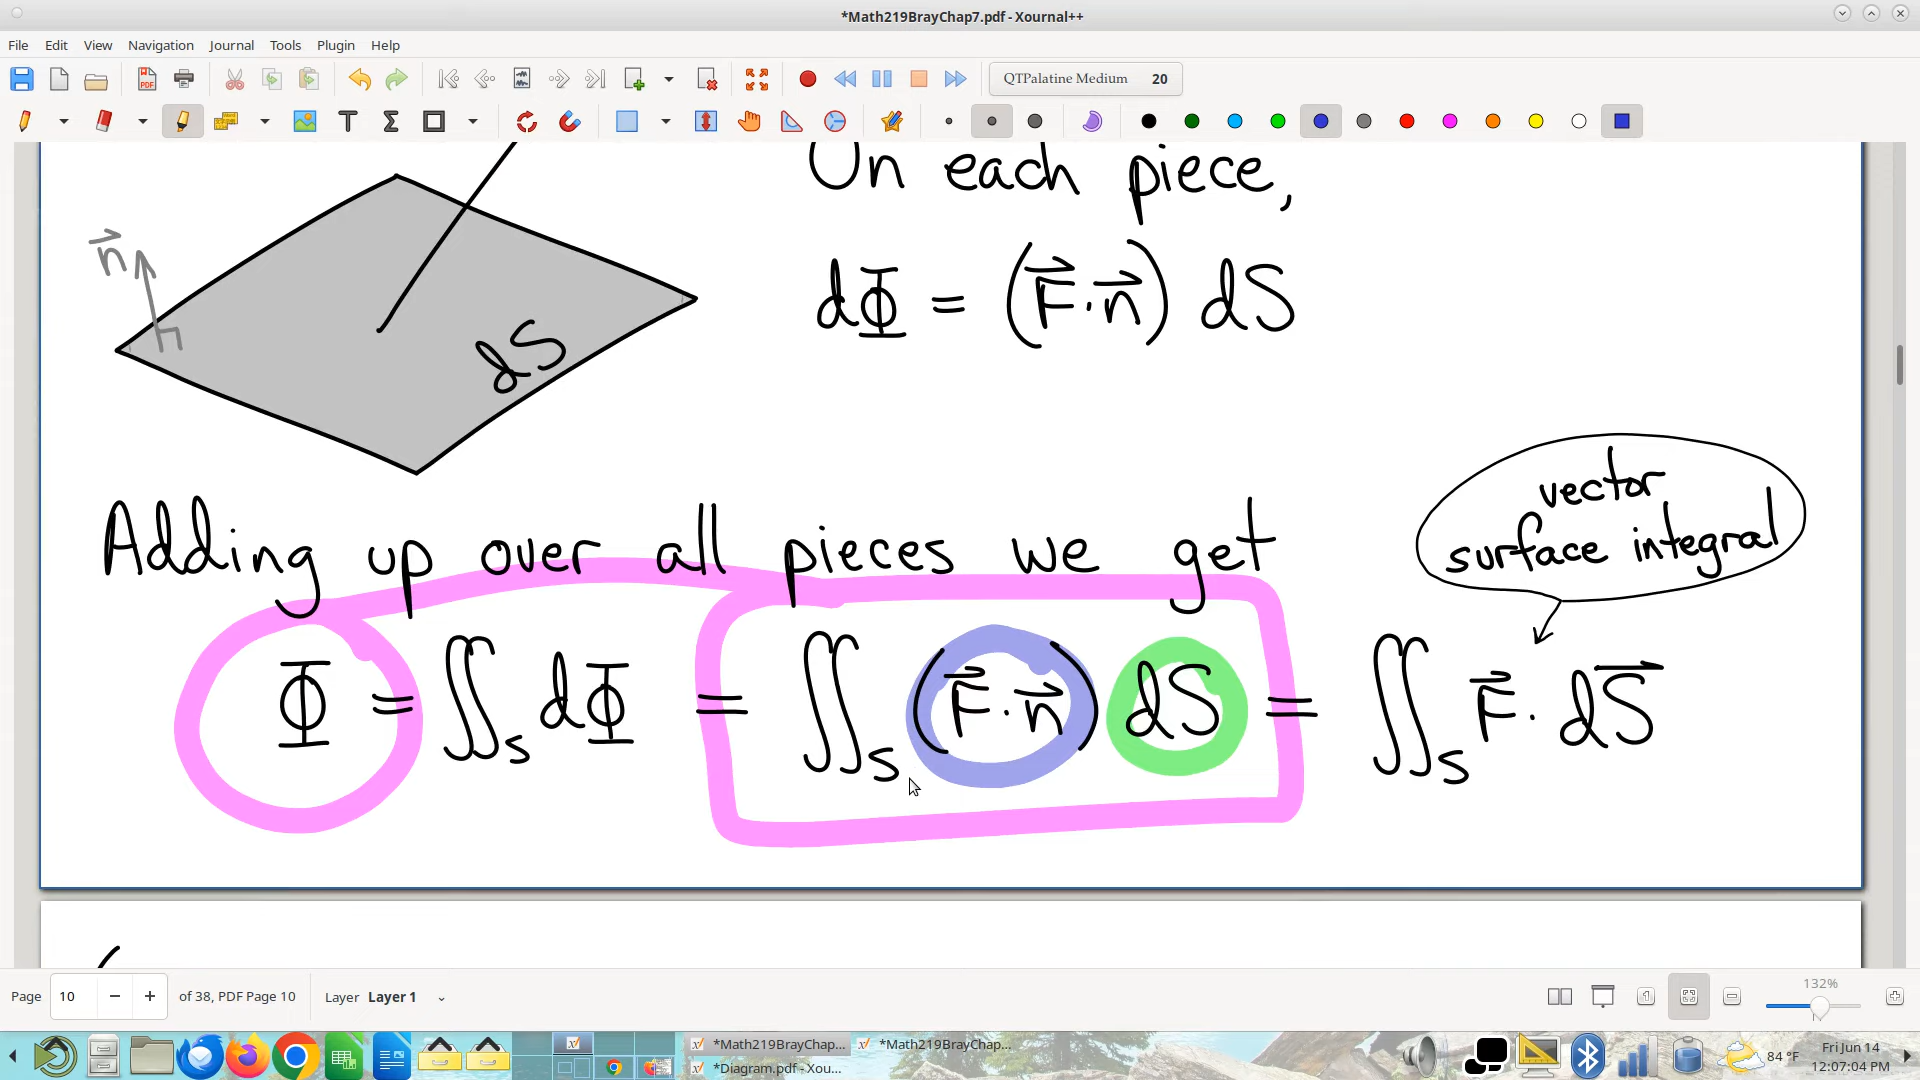 *Math219BrayChap7.pdf - Xournal++
File Edit View Navigation Journal Tools Plugin Help
QTPalatine Medium 20
On each piece,
n⃗
dΦ = (F⃗·n⃗) dS
dS
vector
surface integral
Adding up over all pieces we get
Φ = ∬_S dΦ = ∬_S (F⃗·n⃗) dS = ∬_S F⃗·dS⃗
Page 10 of 38, PDF Page 10 Layer Layer 1
132%
*Math219BrayChap... *Math219BrayChap...
*Diagram.pdf - Xou...
84 °F
Fri Jun 14
12:07:04 PM